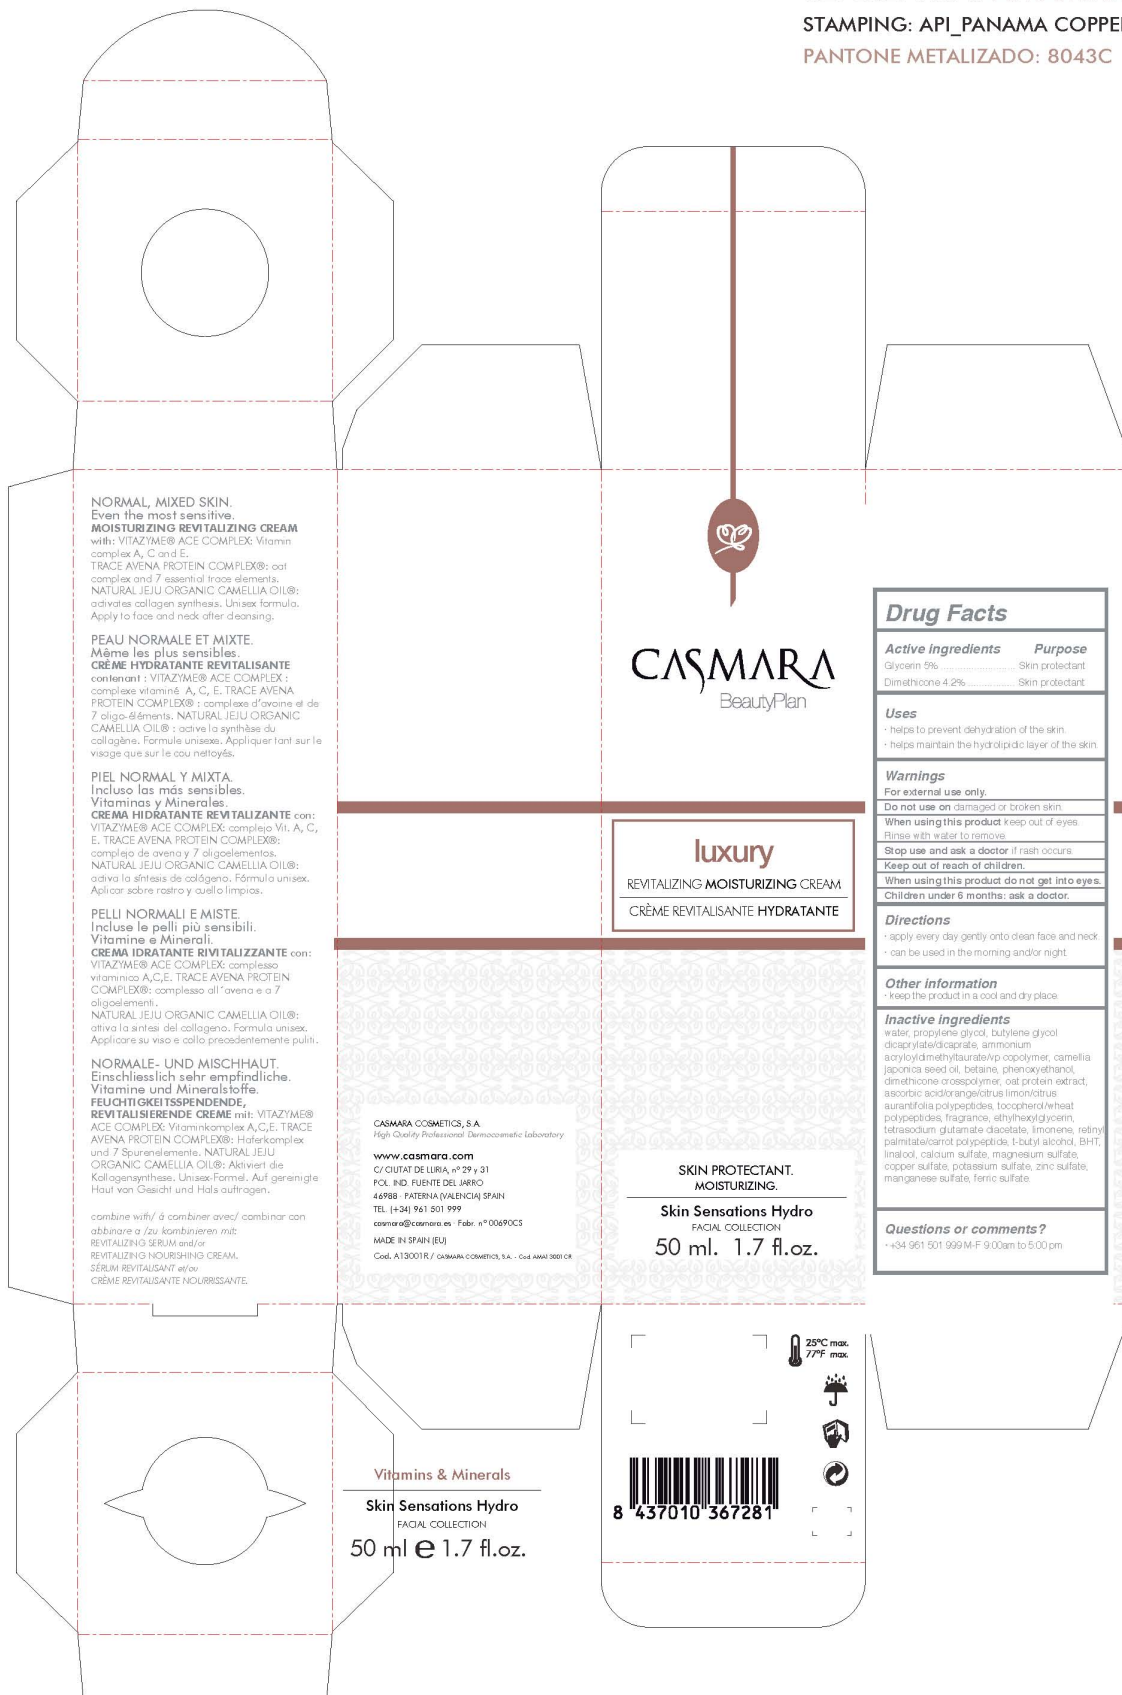 STAMPING: API_PANAMA COPPE
PANTONE METALIZADO: 8043C
NORMAL, MIXED SKIN.
Even the most sensitive.
MOISTURIZING REVITALIZING CREAM
with: VITAZYME® ACE COMPLEX: Vitamin
complex A, C and E.
TRACE AVENA PROTEIN COMPLEX®: oat
complex and 7 essential trace elements.
NATURAL JEJU ORGANIC CAMELLIA OIL®:
activates collagen synthesis. Unisex formula.
Apply to face and neck after cleansing.
PEAU NORMALE ET MIXTE.
Même les plus sensibles.
CRÈME HYDRATANTE REVITALISANTE
contenant : VITAZYME® ACE COMPLEX :
complexe vitaminé A, C, E. TRACE AVENA
PROTEIN COMPLEX® : complexe d'avoine et de
7 oligo-éléments. NATURAL JEJU ORGANIC
CAMELLIA OIL® : active la synthèse du
collagène. Formule unisexe. Appliquer tant sur le
visage que sur le cou nettoyés.
PIEL NORMAL Y MIXTA.
Incluso las más sensibles.
Vitaminas y Minerales.
CREMA HIDRATANTE REVITALIZANTE con:
VITAZYME® ACE COMPLEX: complejo Vit. A, C,
E. TRACE AVENA PROTEIN COMPLEX®:
complejo de avena y 7 oligoelementos.
NATURAL JEJU ORGANIC CAMELLIA OIL®:
activa la síntesis de colágeno. Fórmula unisex.
Aplicar sobre rostro y cuello limpios.
PELLI NORMALI E MISTE.
Incluse le pelli più sensibili.
Vitamine e Minerali.
CREMA IDRATANTE RIVITALIZZANTE con:
VITAZYME® ACE COMPLEX: complesso
vitaminico A,C,E. TRACE AVENA PROTEIN
COMPLEX®: complesso all´avena e a 7
oligoelementi.
NATURAL JEJU ORGANIC CAMELLIA OIL®:
attiva la sintesi del collageno. Formula unisex.
Applicare su viso e collo precedentemente puliti.
NORMALE- UND MISCHHAUT.
Einschliesslich sehr empfindliche.
Vitamine und Mineralstoffe.
FEUCHTIGKEITSSPENDENDE,
REVITALISIERENDE CREME mit: VITAZYME®
ACE COMPLEX: Vitaminkomplex A,C,E. TRACE
AVENA PROTEIN COMPLEX®: Haferkomplex
und 7 Spurenelemente. NATURAL JEJU
ORGANIC CAMELLIA OIL®: Aktiviert die
Kollagensynthese. Unisex-Formel. Auf gereinigte
Haut von Gesicht und Hals auftragen.
combine with/ à combiner avec/ combinar con
abbinare a /zu kombinieren mit:
REVITALIZING SERUM and/or
REVITALIZING NOURISHING CREAM.
SÉRUM REVITALISANT et/ou
CRÈME REVITALISANTE NOURRISSANTE.
CASMARA COSMETICS, S.A.
High Quality Professional Dermocosmetic Laboratory
www.casmara.com
C/ CIUTAT DE LLIRIA, nº 29 y 31
POL. IND. FUENTE DEL JARRO
46988 · PATERNA (VALENCIA) SPAIN
TEL. (+34) 961 501 999
casmara@casmara.es · Fabr. nº 00690CS
MADE IN SPAIN (EU)
Cod. A13001R / CASMARA COSMETICS, S.A. - Cod. AMA13001CR
CASMARA
BeautyPlan
luxury
REVITALIZING MOISTURIZING CREAM
CRÈME REVITALISANTE HYDRATANTE
SKIN PROTECTANT.
MOISTURIZING.
Skin Sensations Hydro
FACIAL COLLECTION
50 ml. 1.7 fl.oz.
Drug Facts
Active ingredients Purpose
Glycerin 5% ........................ Skin protectant
Dimethicone 4.2% ............... Skin protectant
Uses
· helps to prevent dehydration of the skin.
· helps maintain the hydrolipidic layer of the skin.
Warnings
For external use only.
Do not use on damaged or broken skin.
When using this product keep out of eyes.
Rinse with water to remove.
Stop use and ask a doctor if rash occurs.
Keep out of reach of children.
When using this product do not get into eyes.
Children under 6 months: ask a doctor.
Directions
· apply every day gently onto clean face and neck.
· can be used in the morning and/or night.
Other information
· keep the product in a cool and dry place.
Inactive ingredients
water, propylene glycol, butylene glycol
dicaprylate/dicaprate, ammonium
acryloyldimethyltaurate/vp copolymer, camellia
japonica seed oil, betaine, phenoxyethanol,
dimethicone crosspolymer, oat protein extract,
ascorbic acid/orange/citrus limon/citrus
aurantifolia polypeptides, tocopherol/wheat
polypeptides, fragrance, ethylhexylglycerin,
tetrasodium glutamate diacetate, limonene, retinyl
palmitate/carrot polypeptide, t-butyl alcohol, BHT,
linalool, calcium sulfate, magnesium sulfate,
copper sulfate, potassium sulfate, zinc sulfate,
manganese sulfate, ferric sulfate.
Questions or comments?
· +34 961 501 999 M-F 9:00am to 5:00 pm
25ºC max.
77ºF max.
8 437010 367281
Vitamins & Minerals
Skin Sensations Hydro
FACIAL COLLECTION
50 ml e 1.7 fl.oz.